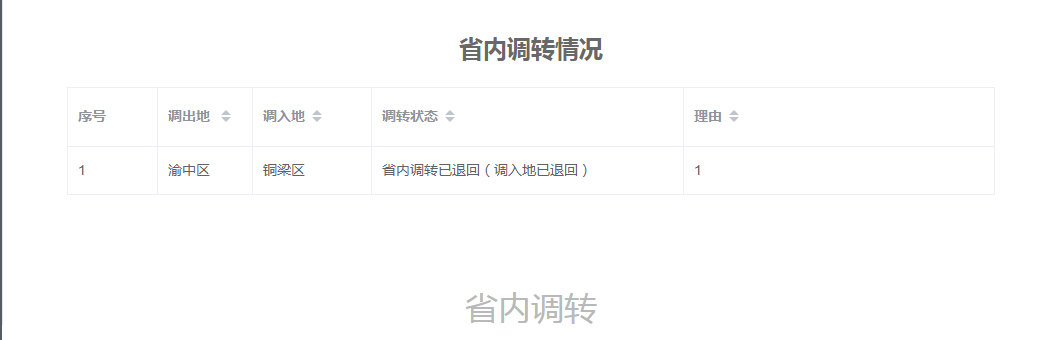 省内调转情况
序号 调出地 调入地 调转状态 理由
1 渝中区 铜梁区 省内调转已退回（调入地已退回） 1
省内调转